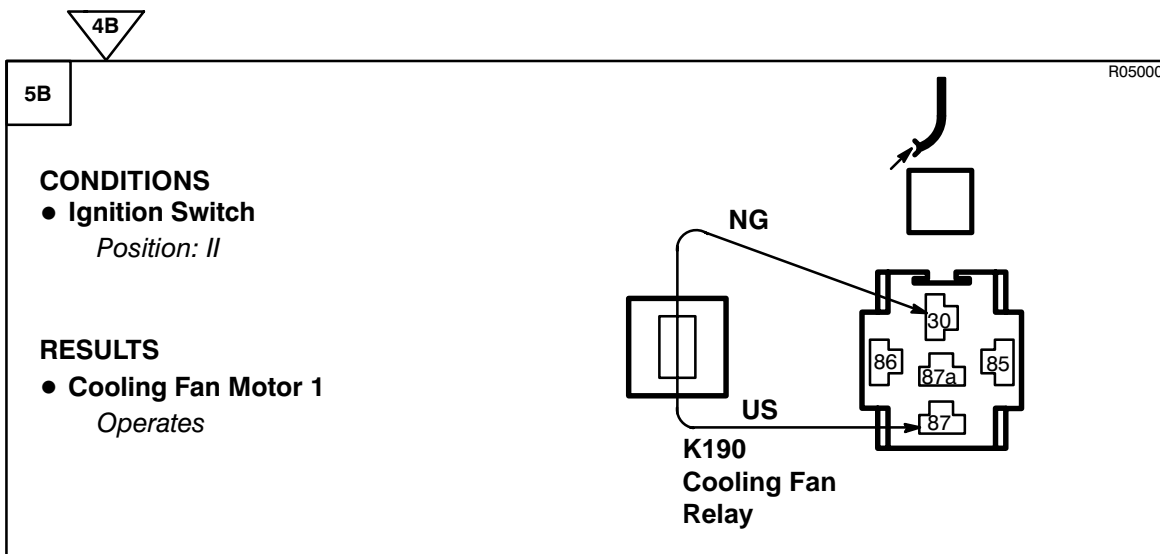 4B
5B
R05000
CONDITIONS
● Ignition Switch
Position: II
RESULTS
● Cooling Fan Motor 1
Operates
NG
US
K190
Cooling Fan
Relay
30
86
87a
85
87